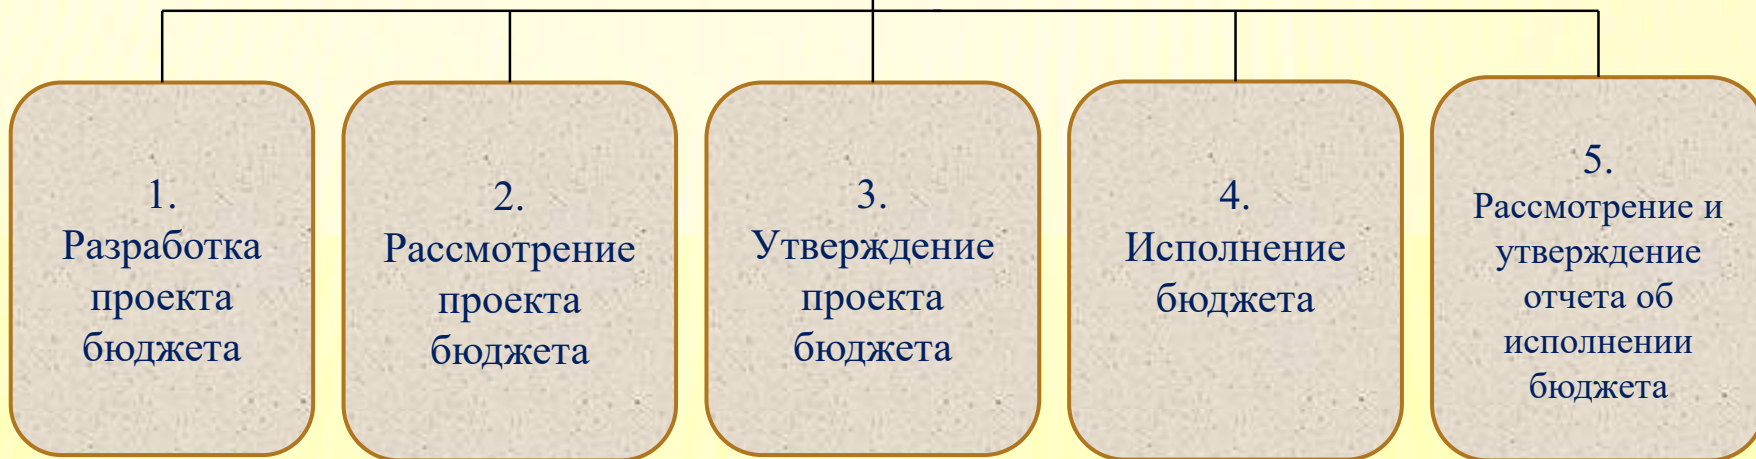 1.
Разработка
проекта
бюджета
2.
Рассмотрение
проекта
бюджета
3.
Утверждение
проекта
бюджета
4.
Исполнение
бюджета
5.
Рассмотрение и
утверждение
отчета об
исполнении
бюджета